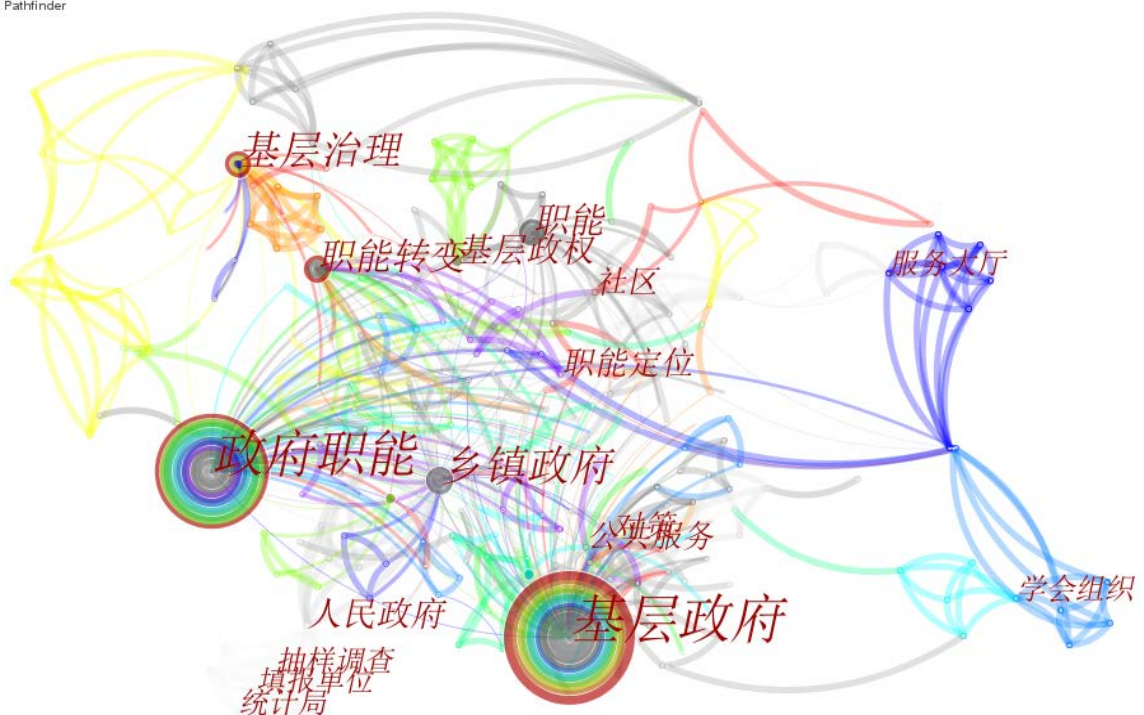 Pathfinder
基层治理
职能
职能转变
基层政权
社区
服务大厅
职能定位
政府职能
乡镇政府
对策
公共服务
学会组织
人民政府
基层政府
抽样调查
填报单位
统计局